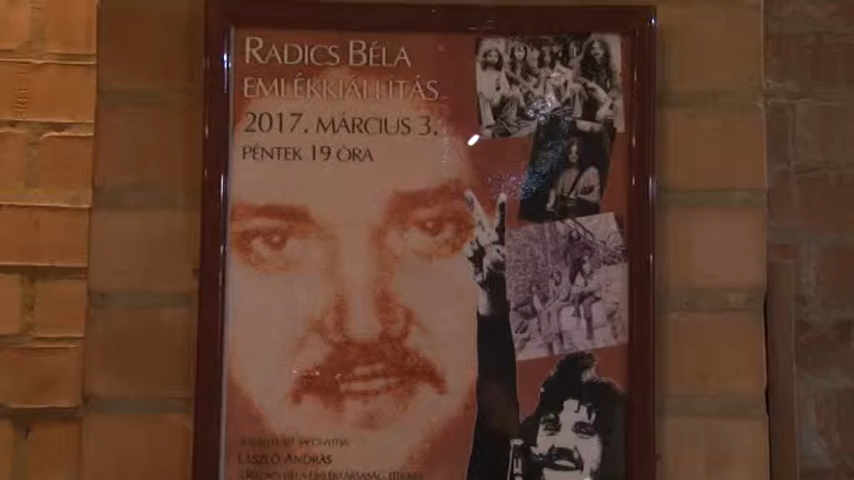 RADICS BÉLA
EMLÉKKIÁLLÍTÁS
2017. MÁRCIUS 3.
PÉNTEK 19 ÓRA
LÁSZLÓ ANDRÁS